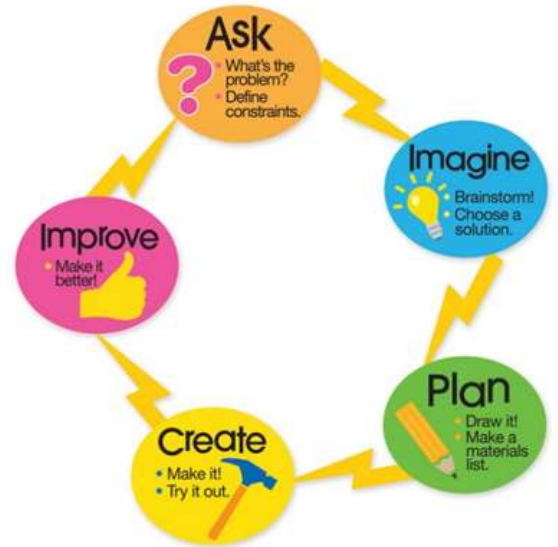 Ask
• What's the
problem?
• Define
constraints.
Imagine
• Brainstorm!
• Choose a
solution.
Plan
• Draw it!
• Make a
materials
list.
Create
• Make it!
• Try it out.
Improve
• Make it
better!